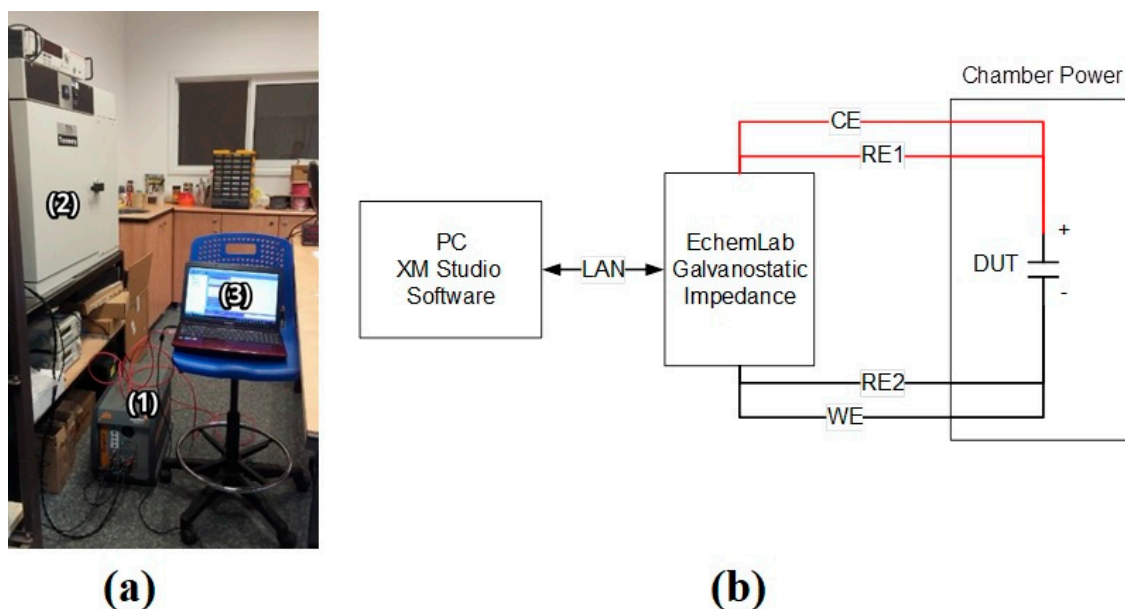 (2)
(3)
(1)
(a)
Chamber Power
CE
RE1
PC
XM Studio
Software
LAN
EchemLab
Galvanostatic
Impedance
+
DUT
-
RE2
WE
(b)